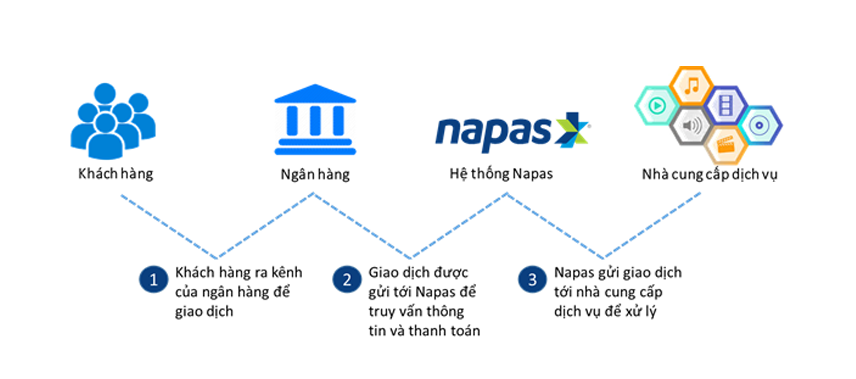 napas
Khách hàng
Ngân hàng
Hệ thống Napas
Nhà cung cấp dịch vụ
1
Khách hàng ra kênh
của ngân hàng để
giao dịch
2
Giao dịch được
gửi tới Napas để
truy vấn thông
tin và thanh toán
3
Napas gửi giao dịch
tới nhà cung cấp
dịch vụ để xử lý